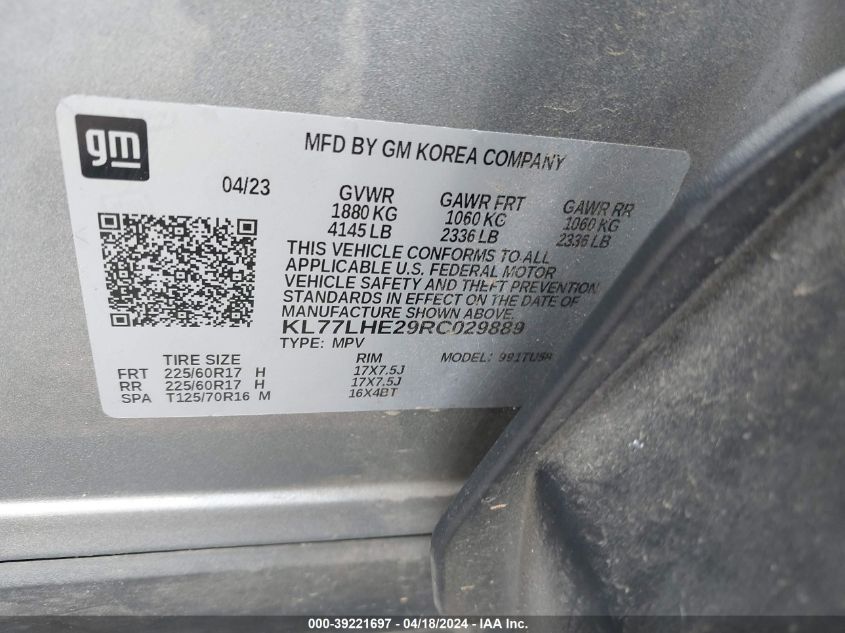 gm
MFD BY GM KOREA COMPANY
04/23
GVWR GAWR FRT GAWR RR
1880 KG 1060 KG 1060 KG
4145 LB 2336 LB 2336 LB
THIS VEHICLE CONFORMS TO ALL
APPLICABLE U.S. FEDERAL MOTOR
VEHICLE SAFETY AND THEFT PREVENTION
STANDARDS IN EFFECT ON THE DATE OF
MANUFACTURE SHOWN ABOVE.
KL77LHE29RC029889
TYPE: MPV MODEL: 991TU58
TIRE SIZE RIM
FRT 225/60R17 H 17X7.5J
RR 225/60R17 H 17X7.5J
SPA T125/70R16 M 16X4BT
000-39221697 - 04/18/2024 - IAA, Inc.